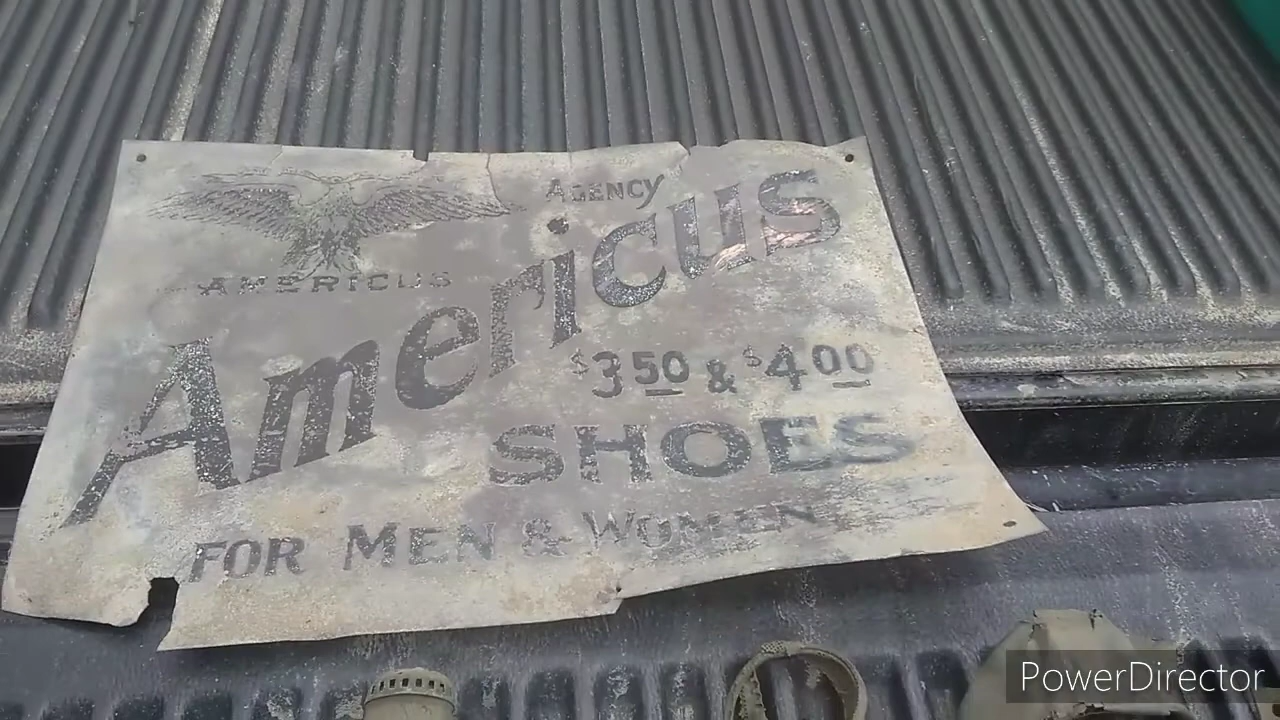 AGENCY
AMERICUS
Americus
$3.50 & $4.00
SHOES
FOR MEN & WOMEN
PowerDirector